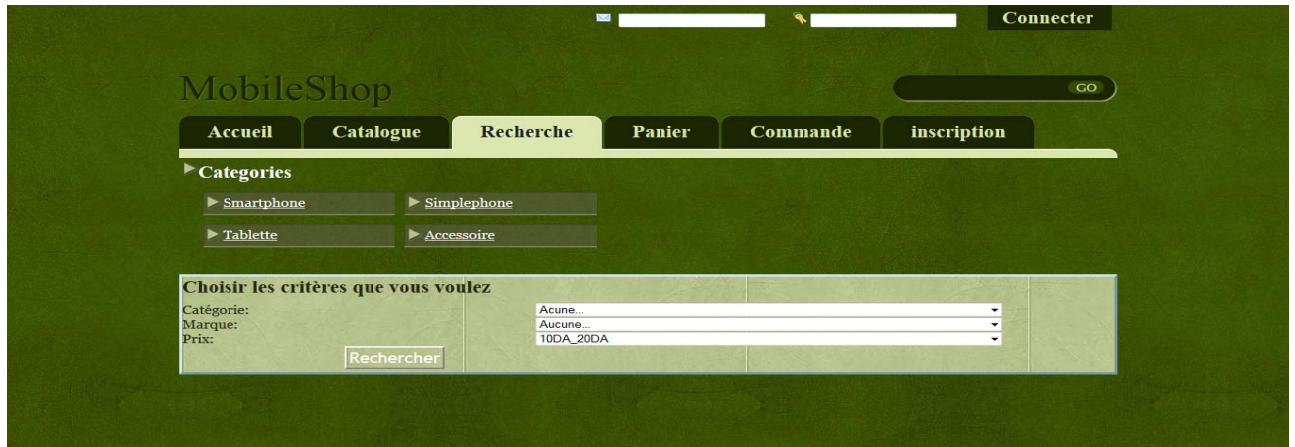 Connecter
MobileShop
GO
Accueil Catalogue Recherche Panier Commande inscription
Categories
Smartphone Simplephone
Tablette Accessoire
Choisir les critères que vous voulez
Catégorie: Acune...
Marque: Aucune...
Prix: 10DA_20DA
Rechercher